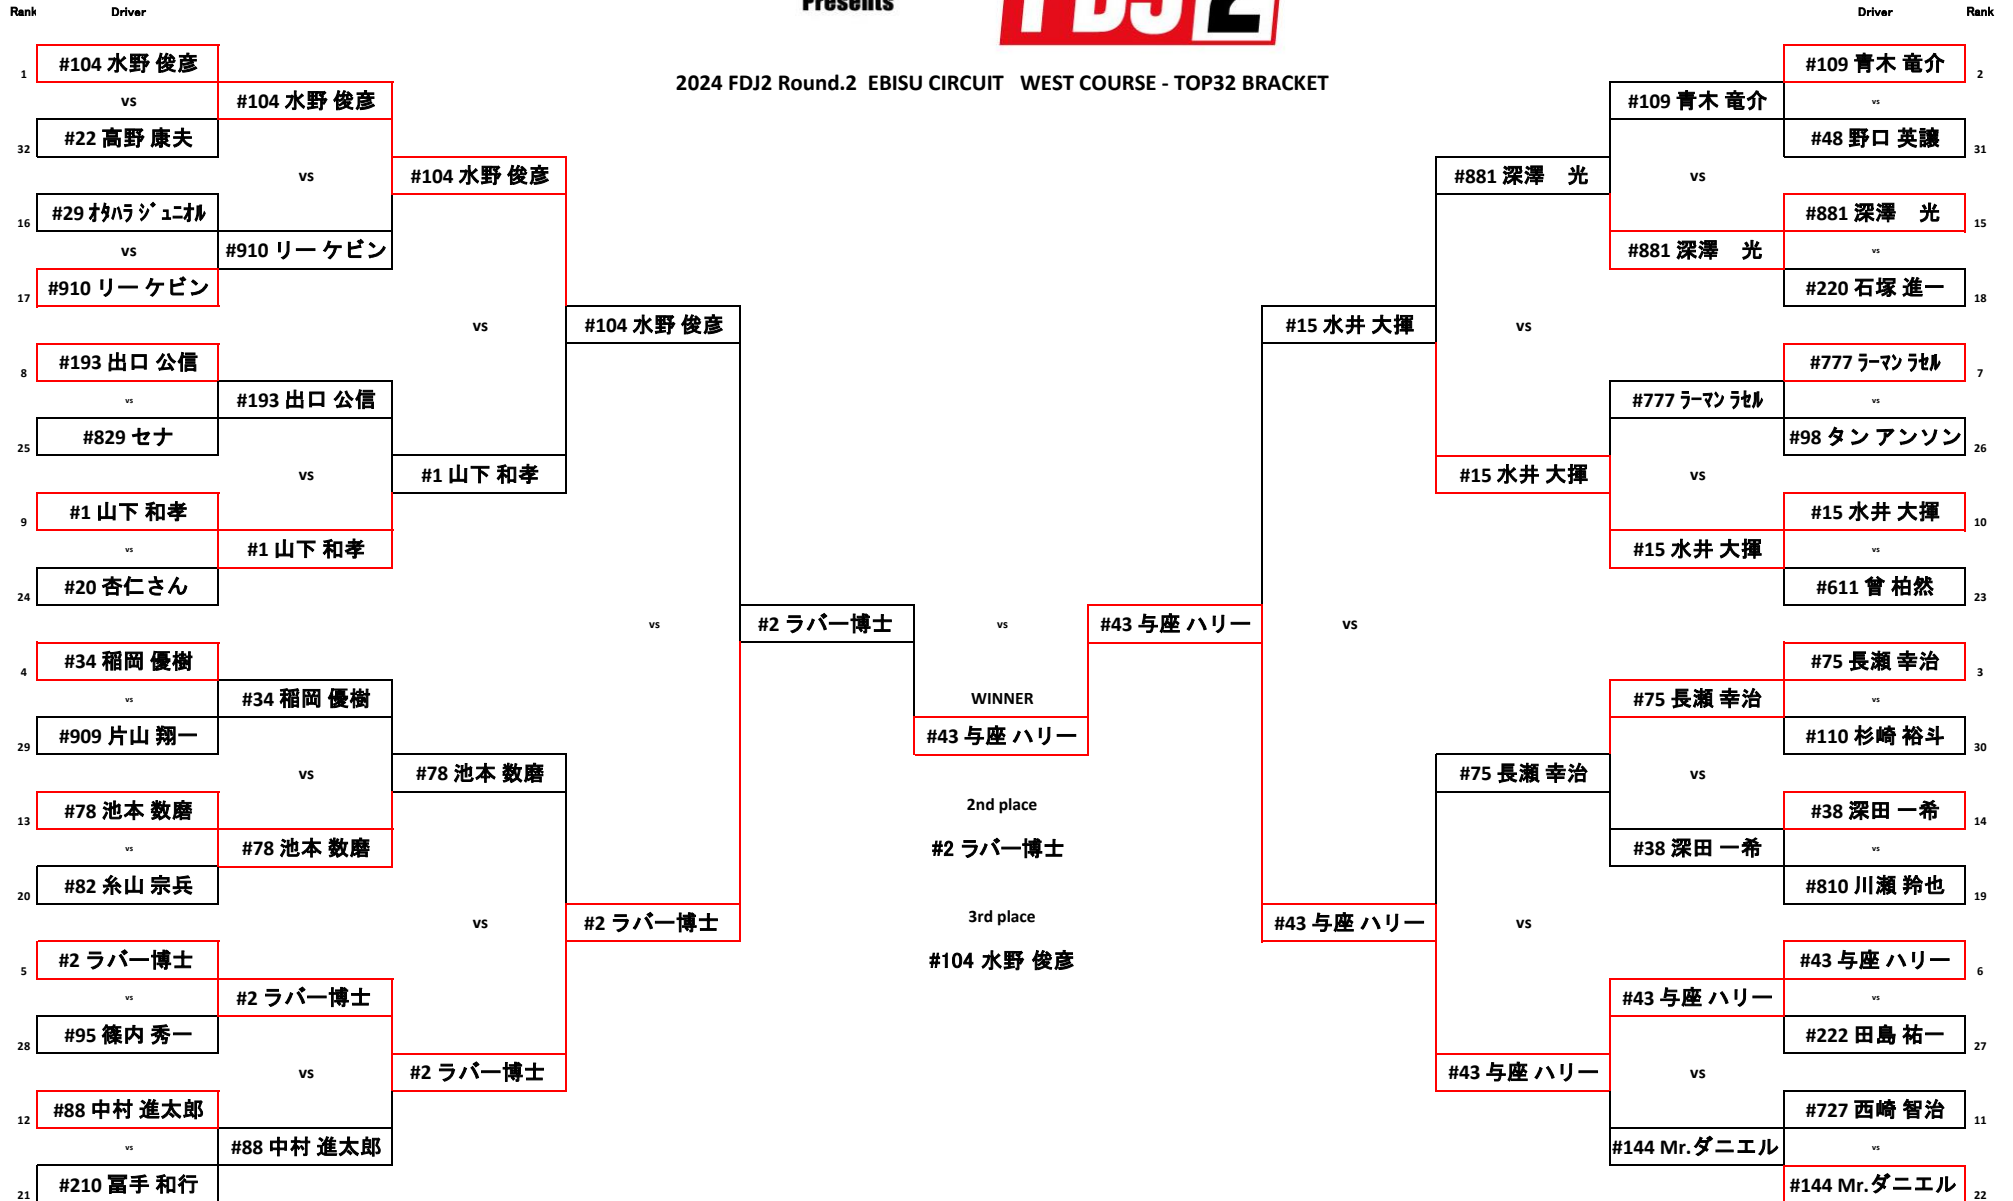 Presents
FDJ2
Rank Driver
Driver Rank
2024 FDJ2 Round.2 EBISU CIRCUIT WEST COURSE - TOP32 BRACKET
1 #104 水野 俊彦
vs
32 #22 高野 康夫
16 #29 ｵﾀﾊﾗ ｼﾞｭﾆｵﾙ
vs
17 #910 リー ケビン
8 #193 出口 公信
vs
25 #829 セナ
9 #1 山下 和孝
vs
24 #20 杏仁さん
4 #34 稲岡 優樹
vs
29 #909 片山 翔一
13 #78 池本 数磨
vs
20 #82 糸山 宗兵
5 #2 ラバー博士
vs
28 #95 篠内 秀一
12 #88 中村 進太郎
vs
21 #210 冨手 和行
#104 水野 俊彦
vs
#910 リー ケビン
#193 出口 公信
vs
#1 山下 和孝
#34 稲岡 優樹
vs
#78 池本 数磨
#2 ラバー博士
vs
#88 中村 進太郎
#104 水野 俊彦
vs
#1 山下 和孝
#78 池本 数磨
vs
#2 ラバー博士
#104 水野 俊彦
vs
#2 ラバー博士
#2 ラバー博士
vs
#43 与座 ハリー
WINNER
#43 与座 ハリー
2nd place
#2 ラバー博士
3rd place
#104 水野 俊彦
#15 水井 大揮
vs
#43 与座 ハリー
#881 深澤　光
vs
#15 水井 大揮
#75 長瀬 幸治
vs
#43 与座 ハリー
#109 青木 竜介
vs
#881 深澤　光
#777 ﾗｰﾏﾝ ﾗｾﾙ
vs
#15 水井 大揮
#75 長瀬 幸治
vs
#38 深田 一希
#43 与座 ハリー
vs
#144 Mr.ダニエル
#109 青木 竜介 2
vs
#48 野口 英譲 31
#881 深澤　光 15
vs
#220 石塚 進一 18
#777 ﾗｰﾏﾝ ﾗｾﾙ 7
vs
#98 タン アンソン 26
#15 水井 大揮 10
vs
#611 曾 柏然 23
#75 長瀬 幸治 3
vs
#110 杉崎 裕斗 30
#38 深田 一希 14
vs
#810 川瀬 羚也 19
#43 与座 ハリー 6
vs
#222 田島 祐一 27
#727 西崎 智治 11
vs
#144 Mr.ダニエル 22